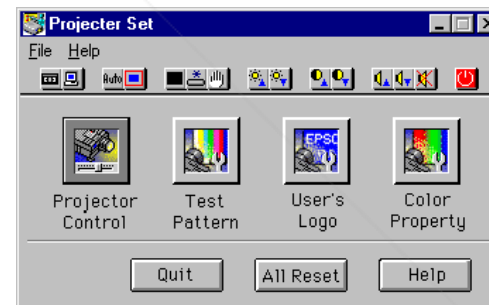 Projecter Set
File Help
Auto
Projector Control
Test Pattern
EPSO
User's Logo
Color Property
Quit All Reset Help